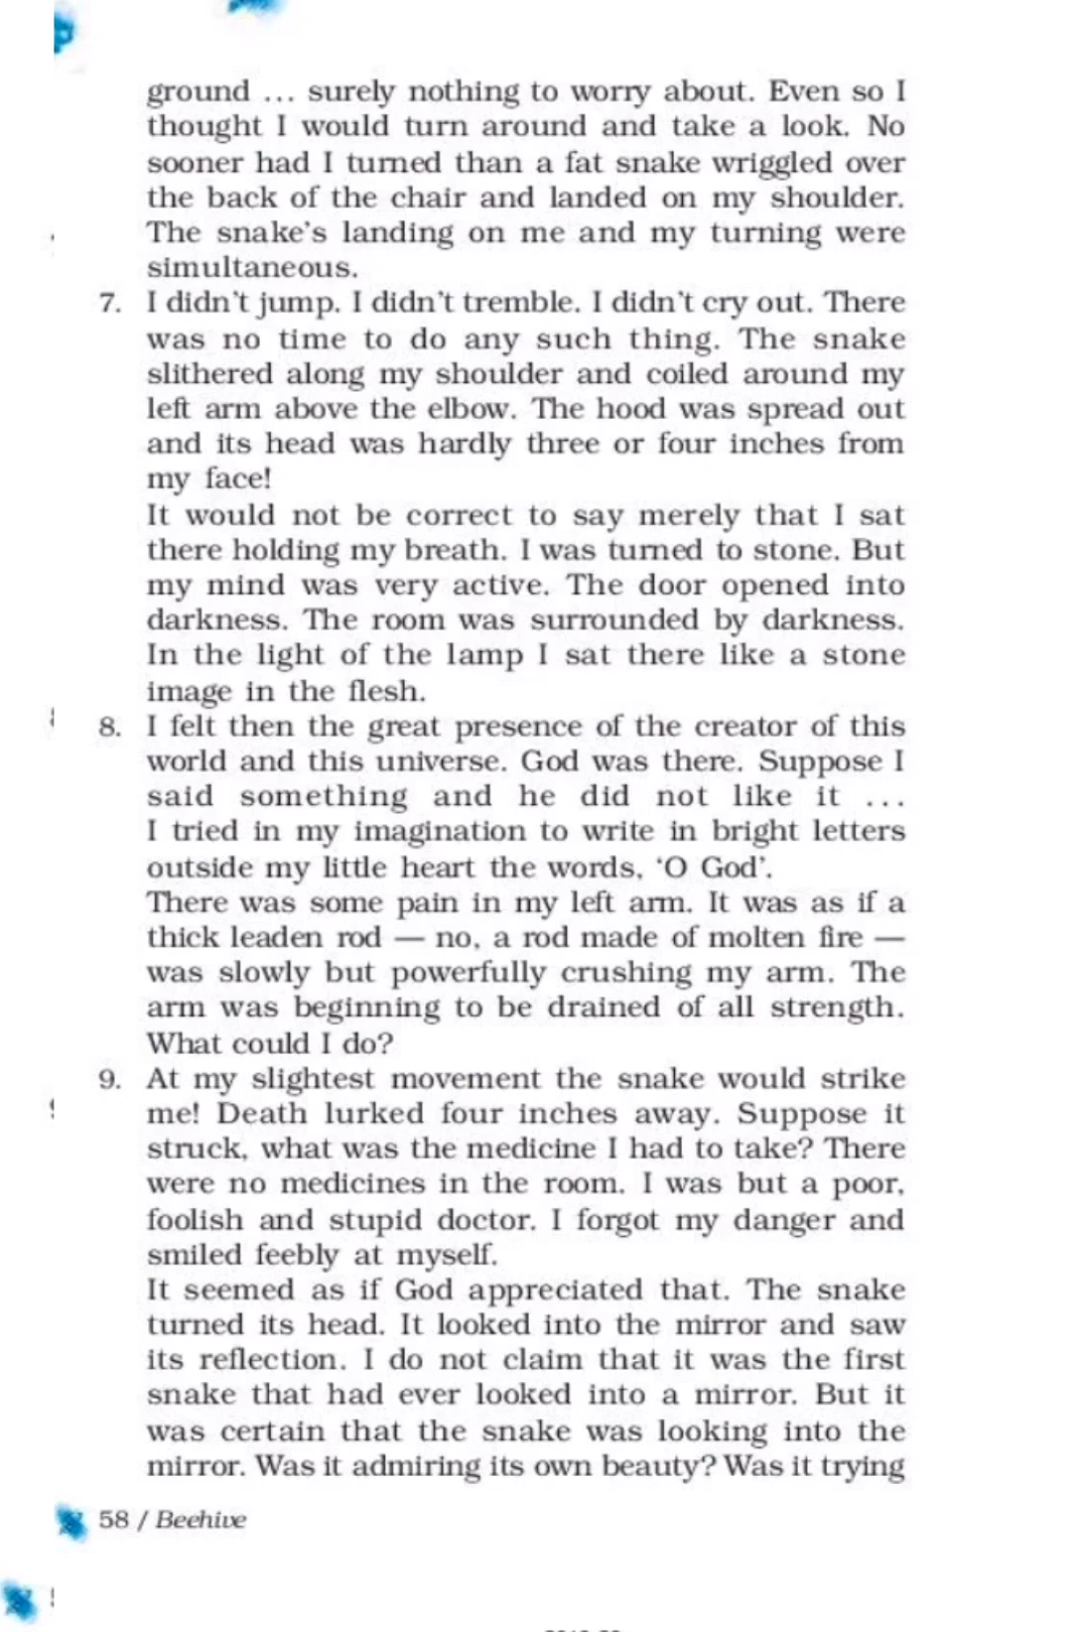 ground … surely nothing to worry about. Even so I
thought I would turn around and take a look. No
sooner had I turned than a fat snake wriggled over
the back of the chair and landed on my shoulder.
The snake's landing on me and my turning were
simultaneous.
7. I didn't jump. I didn't tremble. I didn't cry out. There
was no time to do any such thing. The snake
slithered along my shoulder and coiled around my
left arm above the elbow. The hood was spread out
and its head was hardly three or four inches from
my face!
It would not be correct to say merely that I sat
there holding my breath. I was turned to stone. But
my mind was very active. The door opened into
darkness. The room was surrounded by darkness.
In the light of the lamp I sat there like a stone
image in the flesh.
8. I felt then the great presence of the creator of this
world and this universe. God was there. Suppose I
said something and he did not like it …
I tried in my imagination to write in bright letters
outside my little heart the words, 'O God'.
There was some pain in my left arm. It was as if a
thick leaden rod — no, a rod made of molten fire —
was slowly but powerfully crushing my arm. The
arm was beginning to be drained of all strength.
What could I do?
9. At my slightest movement the snake would strike
me! Death lurked four inches away. Suppose it
struck, what was the medicine I had to take? There
were no medicines in the room. I was but a poor,
foolish and stupid doctor. I forgot my danger and
smiled feebly at myself.
It seemed as if God appreciated that. The snake
turned its head. It looked into the mirror and saw
its reflection. I do not claim that it was the first
snake that had ever looked into a mirror. But it
was certain that the snake was looking into the
mirror. Was it admiring its own beauty? Was it trying
58 / Beehive